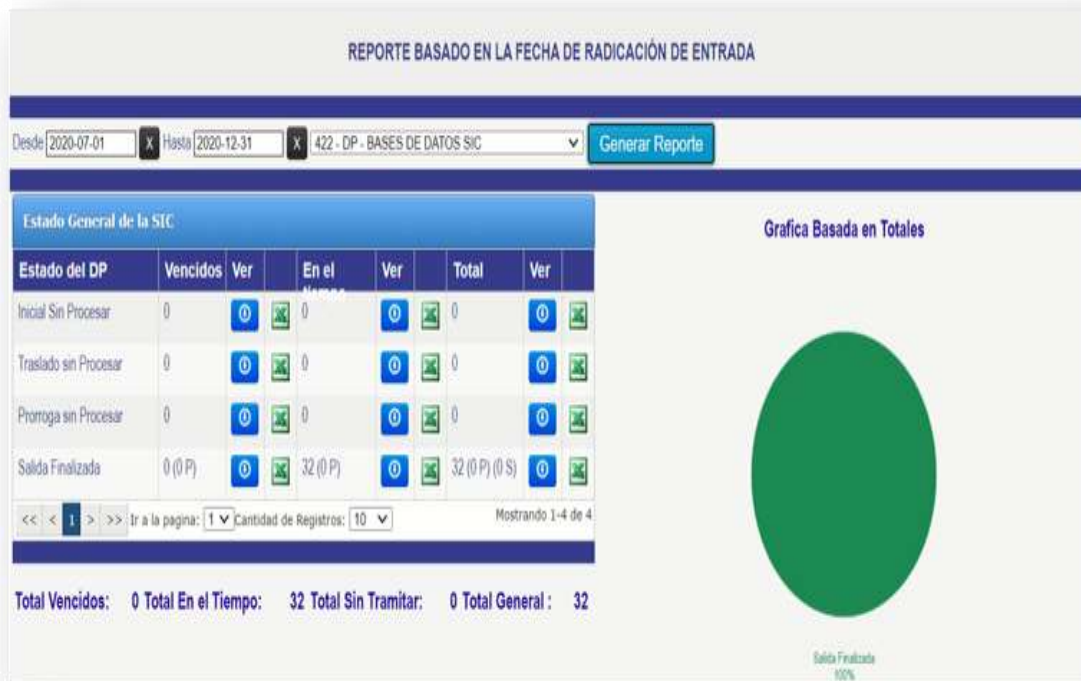 REPORTE BASADO EN LA FECHA DE RADICACIÓN DE ENTRADA
Desde 2020-07-01 X Hasta 2020-12-31 X 422 - DP - BASES DE DATOS SIC Generar Reporte
Estado General de la SIC
Grafica Basada en Totales
Estado del DP Vencidos Ver En el tiempo Ver Total Ver
Inicial Sin Procesar 0 0 0
Traslado sin Procesar 0 0 0
Prorroga sin Procesar 0 0 0
Salida Finalizada 0 (0 P) 32 (0 P) 32 (0 P) (0 S)
<< < 1 > >> Ir a la pagina: 1 Cantidad de Registros: 10 Mostrando 1-4 de 4
Total Vencidos: 0 Total En el Tiempo: 32 Total Sin Tramitar: 0 Total General : 32
Salida Finalizada
100%